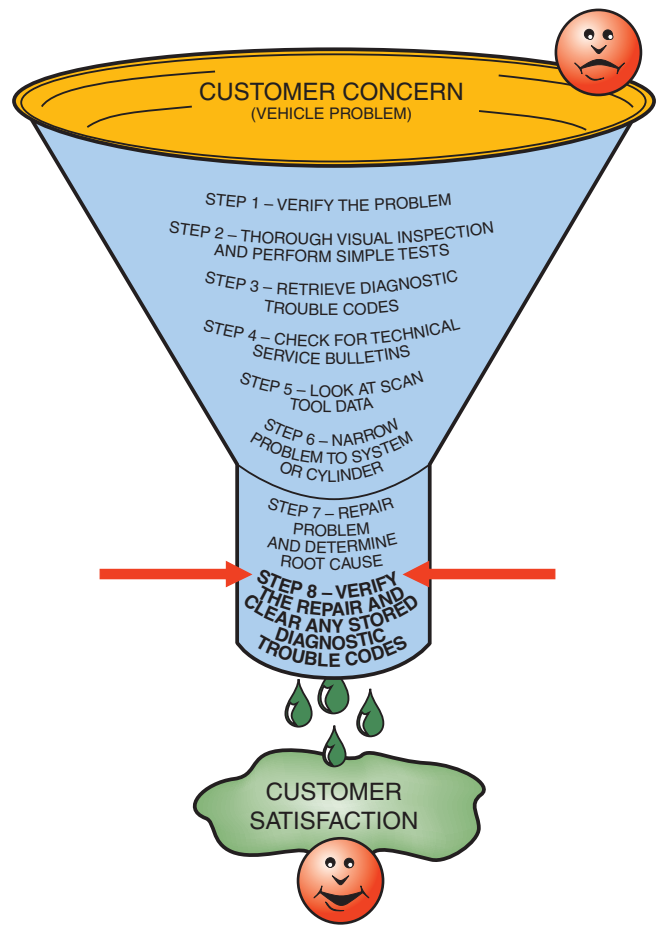 CUSTOMER CONCERN
(VEHICLE PROBLEM)
STEP 1 – VERIFY THE PROBLEM
STEP 2 – THOROUGH VISUAL INSPECTION
AND PERFORM SIMPLE TESTS
STEP 3 – RETRIEVE DIAGNOSTIC
TROUBLE CODES
STEP 4 – CHECK FOR TECHNICAL
SERVICE BULLETINS
STEP 5 – LOOK AT SCAN
TOOL DATA
STEP 6 – NARROW
PROBLEM TO SYSTEM
OR CYLINDER
STEP 7 – REPAIR
PROBLEM
AND DETERMINE
ROOT CAUSE
STEP 8 – VERIFY
THE REPAIR AND
CLEAR ANY STORED
DIAGNOSTIC
TROUBLE CODES
CUSTOMER
SATISFACTION